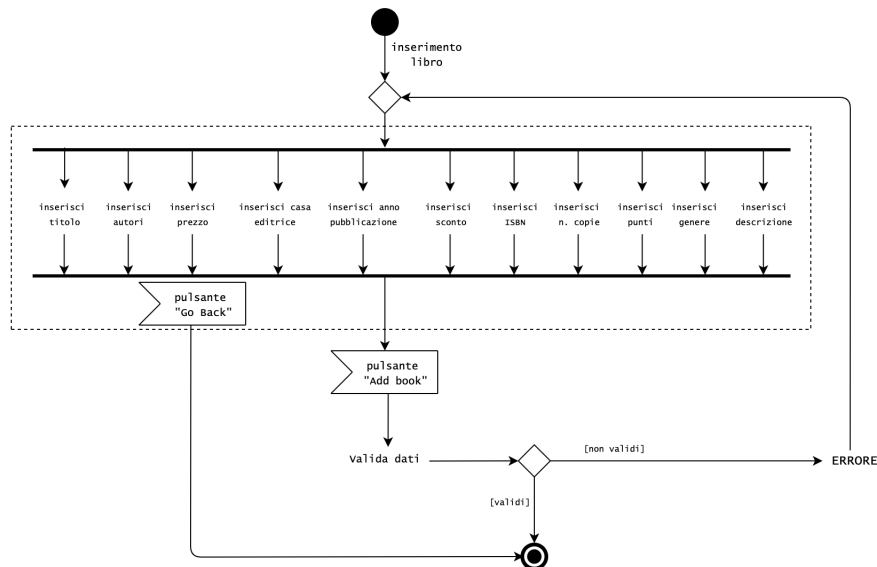 inserimento
libro
inserisci
titolo
inserisci
autori
inserisci
prezzo
inserisci casa
editrice
inserisci anno
pubblicazione
inserisci
sconto
inserisci
ISBN
inserisci
n. copie
inserisci
punti
inserisci
genere
inserisci
descrizione
pulsante
"Go Back"
pulsante
"Add book"
Valida dati
[non validi]
ERRORE
[validi]